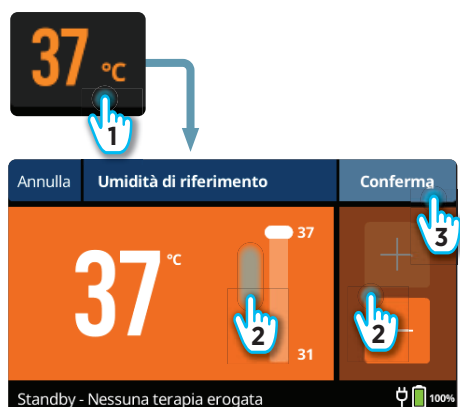 37 °C
1
Annulla Umidità di riferimento Conferma
37
3
37 °C
+
2
2
31
Standby - Nessuna terapia erogata 100%